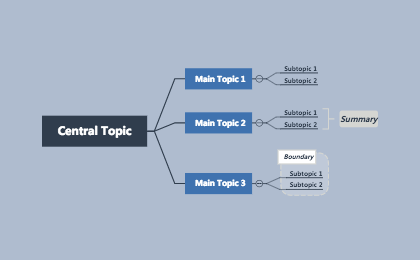 Central Topic
Main Topic 1
Subtopic 1
Subtopic 2
Main Topic 2
Subtopic 1
Subtopic 2
Summary
Main Topic 3
Boundary
Subtopic 1
Subtopic 2